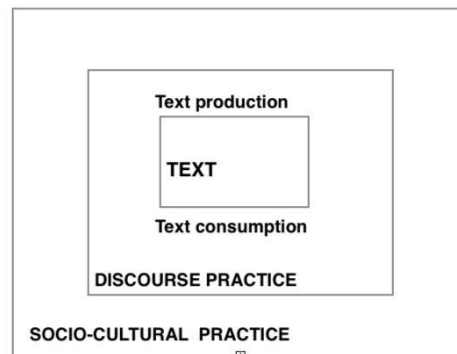 Text production
TEXT
Text consumption
DISCOURSE PRACTICE
SOCIO-CULTURAL PRACTICE